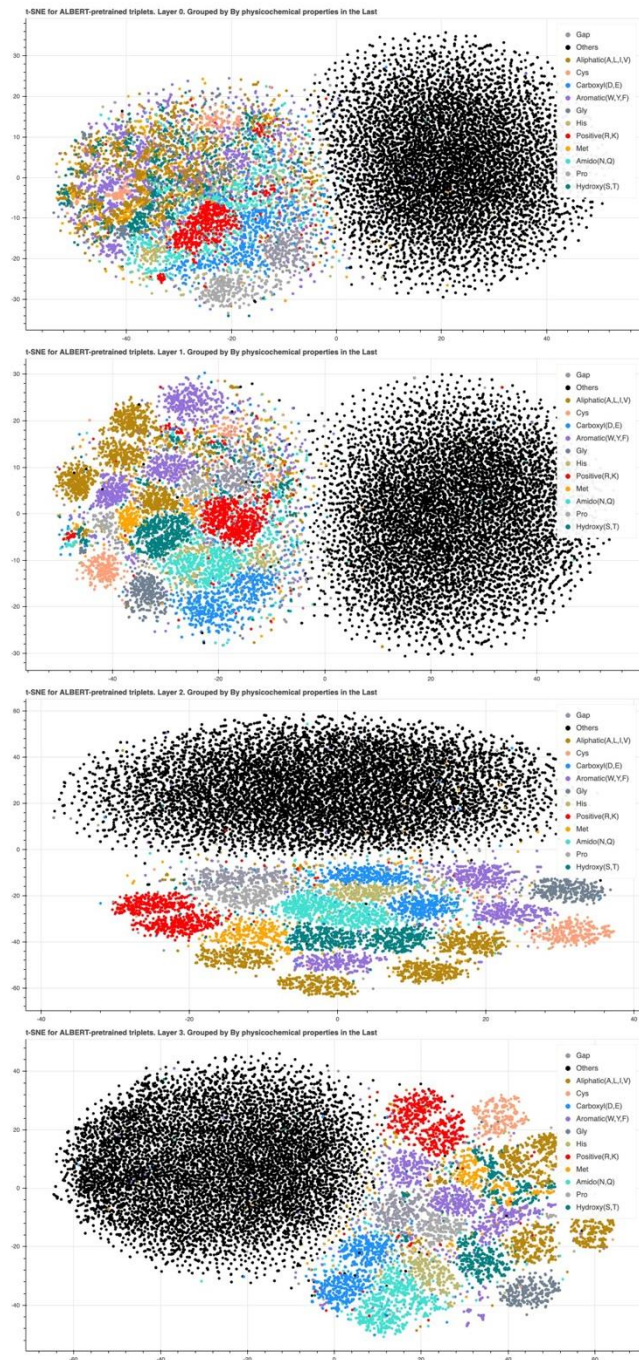 t-SNE for ALBERT-pretrained triplets. Layer 0. Grouped by By physicochemical properties in the Last
Gap
Others
Aliphatic(A,L,I,V)
Cys
Carboxyl(D,E)
Aromatic(W,Y,F)
Gly
His
Positive(R,K)
Met
Amido(N,Q)
Pro
Hydroxy(S,T)
30
20
10
0
-10
-20
-30
-40
-20
0
20
40
t-SNE for ALBERT-pretrained triplets. Layer 1. Grouped by By physicochemical properties in the Last
Gap
Others
Aliphatic(A,L,I,V)
Cys
Carboxyl(D,E)
Aromatic(W,Y,F)
Gly
His
Positive(R,K)
Met
Amido(N,Q)
Pro
Hydroxy(S,T)
30
20
10
0
-10
-20
-30
-40
-20
0
20
40
t-SNE for ALBERT-pretrained triplets. Layer 2. Grouped by By physicochemical properties in the Last
Gap
Others
Aliphatic(A,L,I,V)
Cys
Carboxyl(D,E)
Aromatic(W,Y,F)
Gly
His
Positive(R,K)
Met
Amido(N,Q)
Pro
Hydroxy(S,T)
60
40
20
0
-20
-40
-60
-40
-20
0
20
40
t-SNE for ALBERT-pretrained triplets. Layer 3. Grouped by By physicochemical properties in the Last
Gap
Others
Aliphatic(A,L,I,V)
Cys
Carboxyl(D,E)
Aromatic(W,Y,F)
Gly
His
Positive(R,K)
Met
Amido(N,Q)
Pro
Hydroxy(S,T)
40
20
0
-20
-40
-60
-40
-20
0
20
40
60